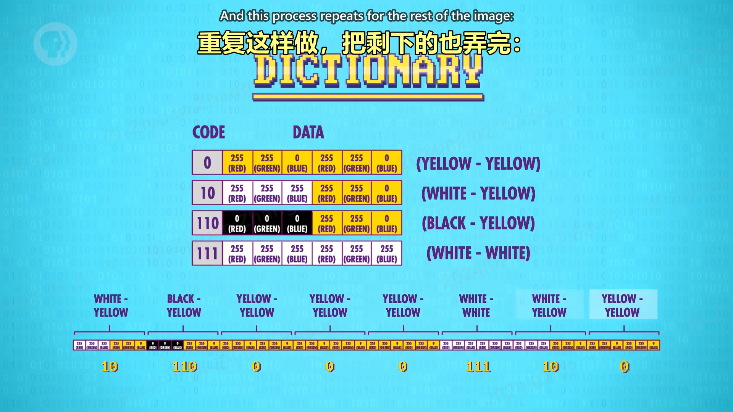 And this process repeats for the rest of the image:
重复这样做，把剩下的也弄完：
DICTIONARY
CODE DATA
0 255 (RED) 255 (GREEN) 0 (BLUE) 255 (RED) 255 (GREEN) 0 (BLUE) (YELLOW - YELLOW)
10 255 (RED) 255 (GREEN) 255 (BLUE) 255 (RED) 255 (GREEN) 0 (BLUE) (WHITE - YELLOW)
110 0 (RED) 0 (GREEN) 0 (BLUE) 255 (RED) 255 (GREEN) 0 (BLUE) (BLACK - YELLOW)
111 255 (RED) 255 (GREEN) 255 (BLUE) 255 (RED) 255 (GREEN) 255 (BLUE) (WHITE - WHITE)
WHITE - BLACK - YELLOW - YELLOW - YELLOW - WHITE - WHITE - YELLOW -
YELLOW YELLOW YELLOW YELLOW YELLOW WHITE YELLOW YELLOW
10 110 0 0 0 111 10 0